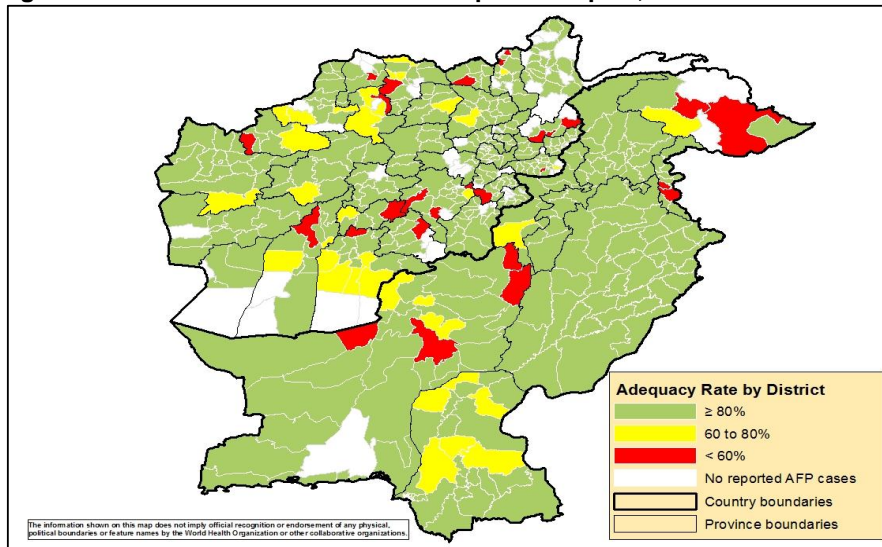 Adequacy Rate by District
≥ 80%
60 to 80%
< 60%
No reported AFP cases
Country boundaries
Province boundaries
The information shown on this map does not imply official recognition or endorsement of any physical,
political boundaries or feature names by the World Health Organization or other collaborative organizations.